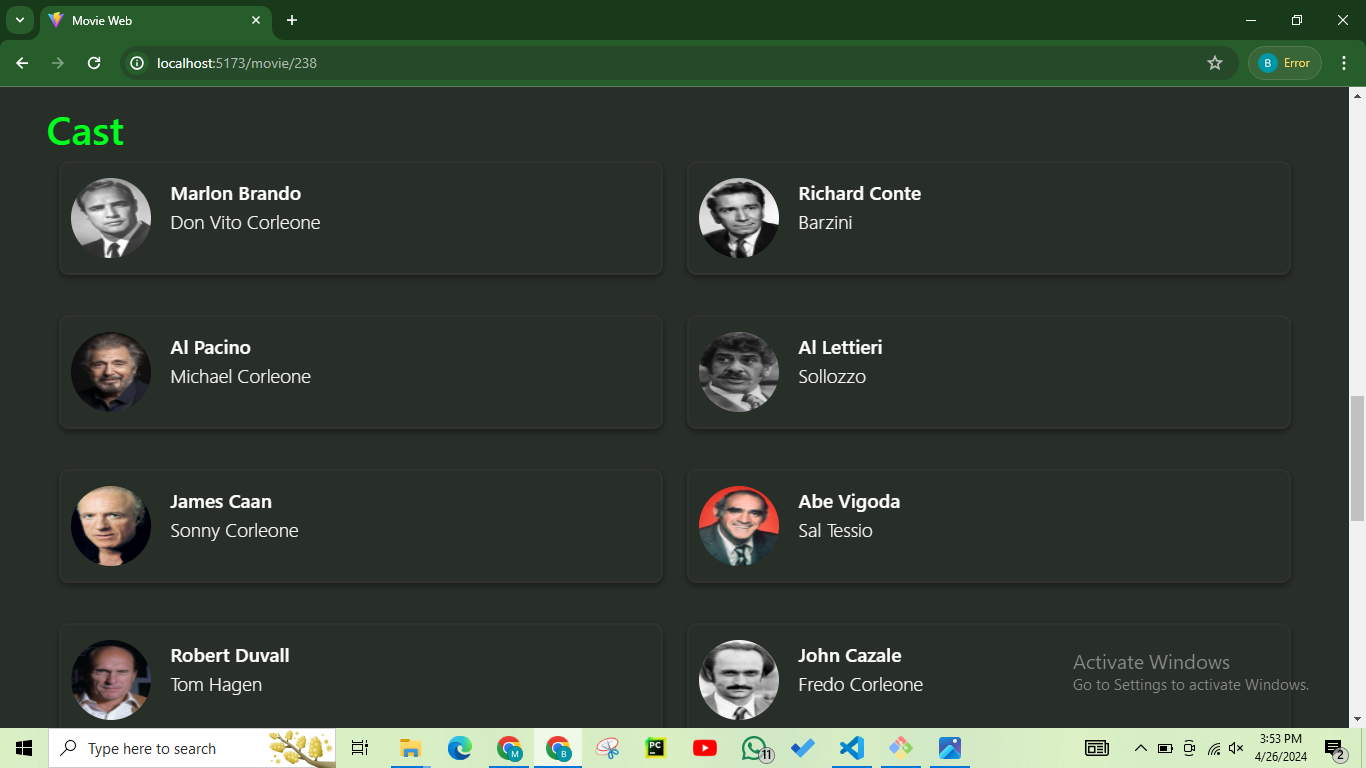 Movie Web
localhost:5173/movie/238
B
Error
Cast
Marlon Brando
Don Vito Corleone
Richard Conte
Barzini
Al Pacino
Michael Corleone
Al Lettieri
Sollozzo
James Caan
Sonny Corleone
Abe Vigoda
Sal Tessio
Robert Duvall
Tom Hagen
John Cazale
Fredo Corleone
Activate Windows
Go to Settings to activate Windows.
Type here to search
M
B
PC
11
3:53 PM
4/26/2024
2